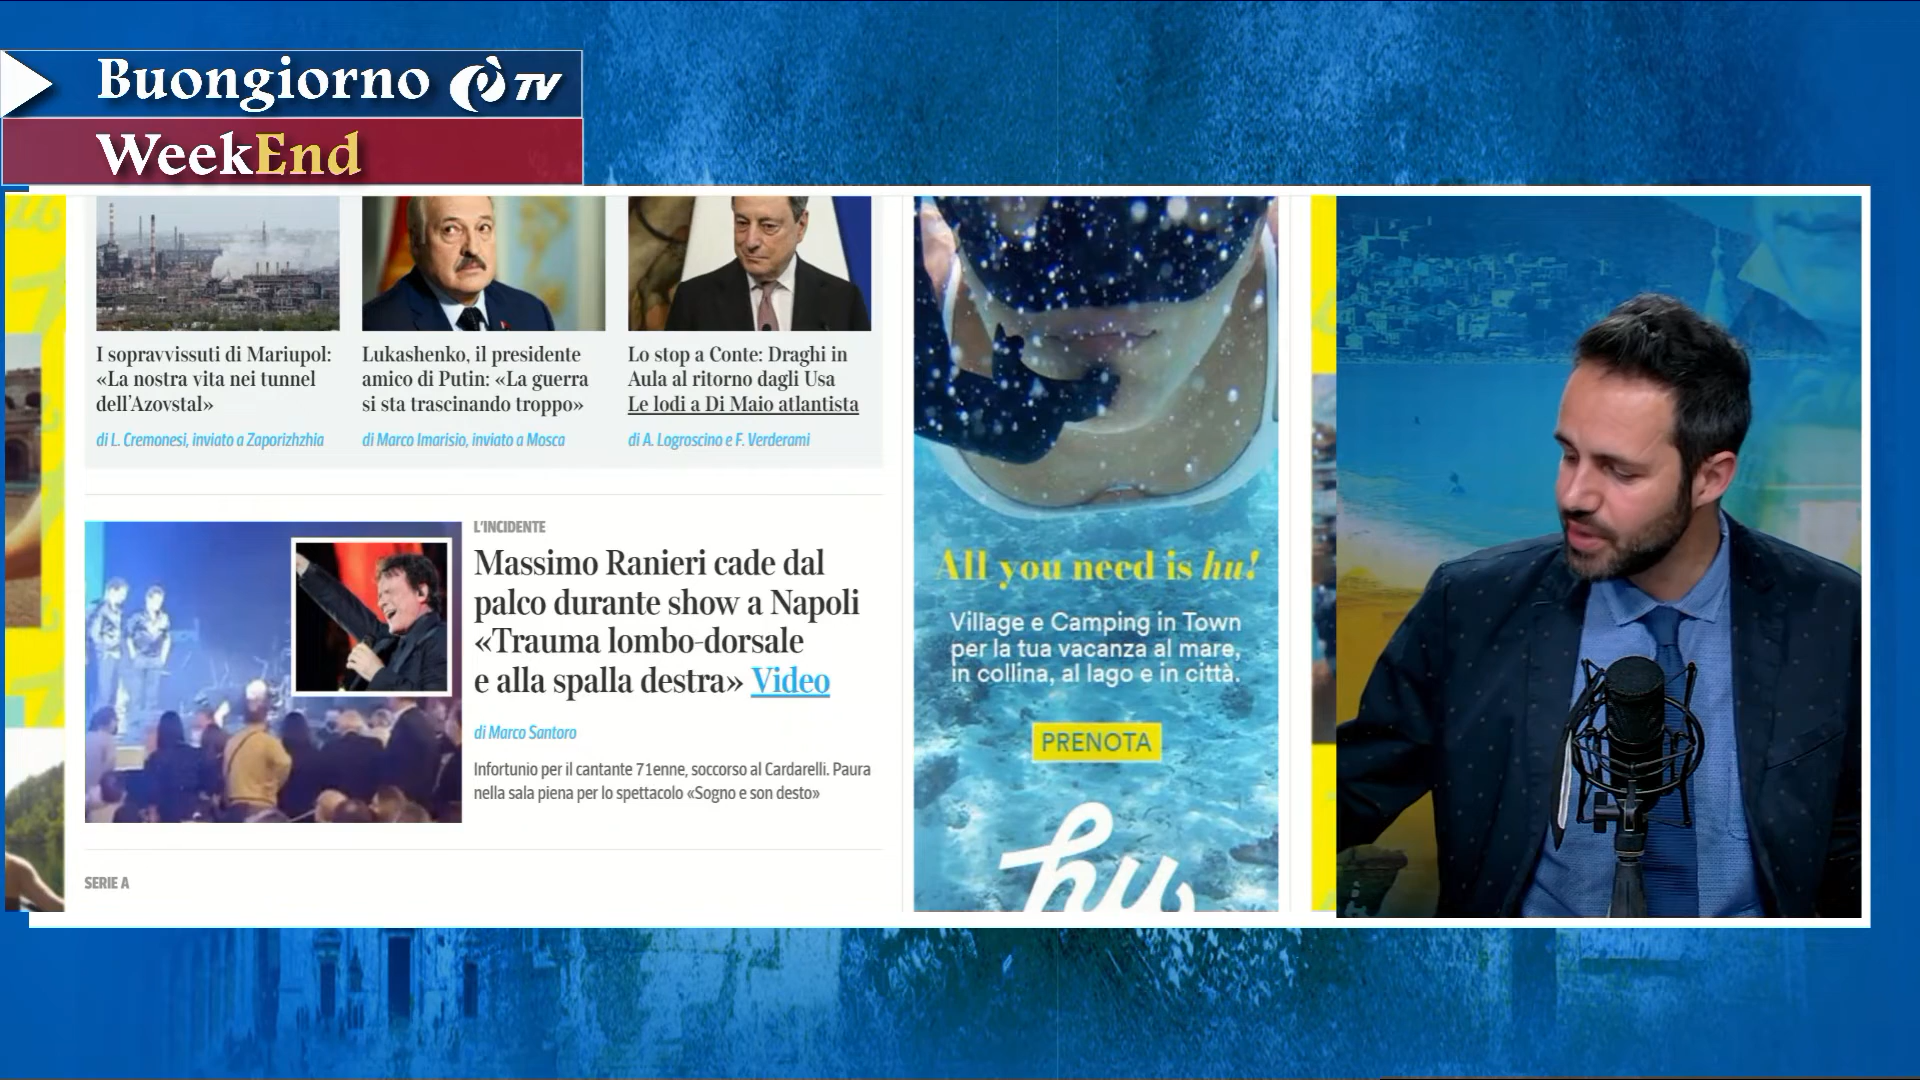 Buongiorno è TV
WeekEnd
I sopravvissuti di Mariupol:
«La nostra vita nei tunnel
dell'Azovstal»
di L. Cremonesi, inviato a Zaporizhzhia
Lukashenko, il presidente
amico di Putin: «La guerra
si sta trascinando troppo»
di Marco Imarisio, inviato a Mosca
Lo stop a Conte: Draghi in
Aula al ritorno dagli Usa
Le lodi a Di Maio atlantista
di A. Logroscino e F. Verderami
L'INCIDENTE
Massimo Ranieri cade dal
palco durante show a Napoli
«Trauma lombo-dorsale
e alla spalla destra» Video
di Marco Santoro
Infortunio per il cantante 71enne, soccorso al Cardarelli. Paura
nella sala piena per lo spettacolo «Sogno e son desto»
SERIE A
All you need is hu!
Village e Camping in Town
per la tua vacanza al mare,
in collina, al lago e in città.
PRENOTA
hu